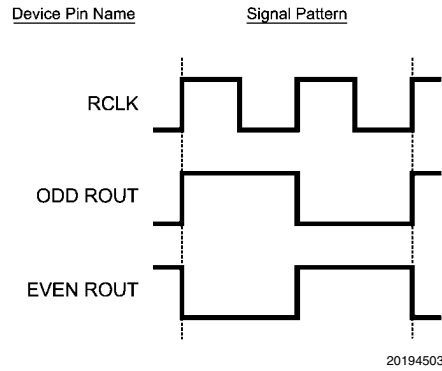 Device Pin Name Signal Pattern
RCLK
ODD ROUT
EVEN ROUT
20194503